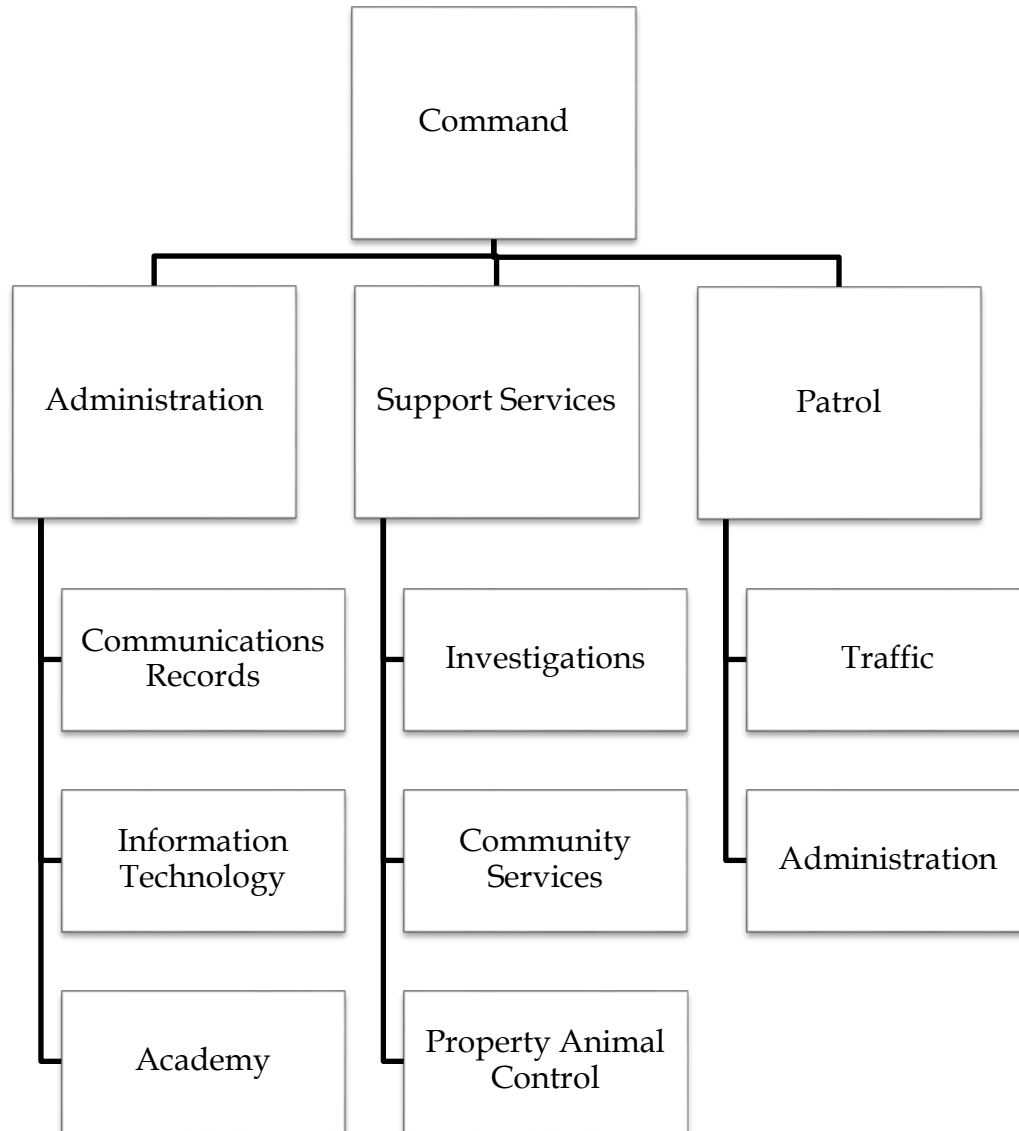 Command
Administration
Support Services
Patrol
Communications
Records
Investigations
Traffic
Information
Technology
Community
Services
Administration
Academy
Property Animal
Control